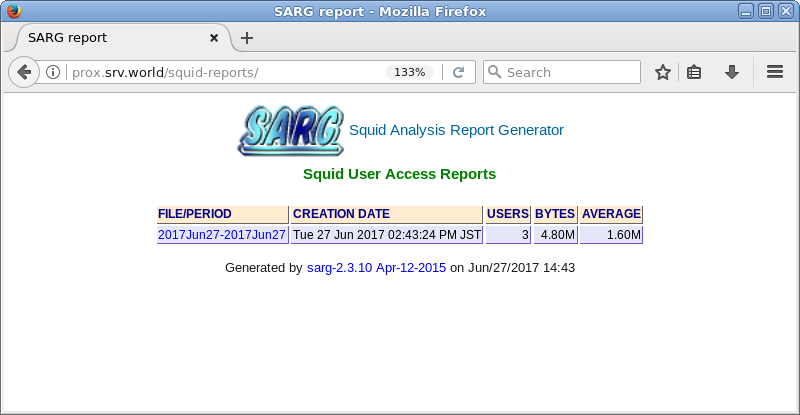 SARG report - Mozilla Firefox
SARG report
prox.srv.world/squid-reports/ 133% Search
SARG Squid Analysis Report Generator
Squid User Access Reports
FILE/PERIOD CREATION DATE USERS BYTES AVERAGE
2017Jun27-2017Jun27 Tue 27 Jun 2017 02:43:24 PM JST 3 4.80M 1.60M
Generated by sarg-2.3.10 Apr-12-2015 on Jun/27/2017 14:43